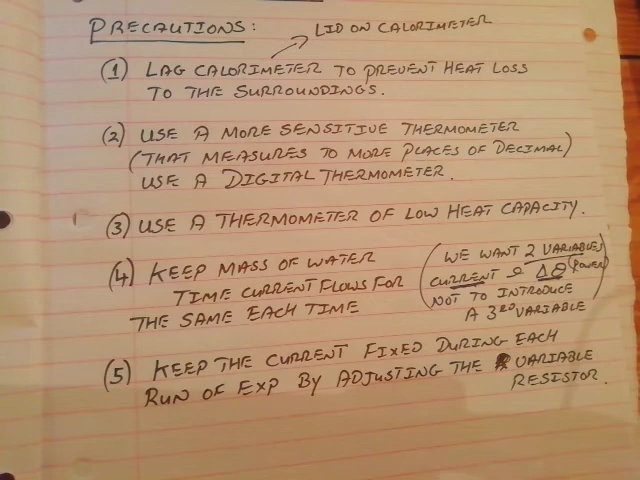 PRECAUTIONS:
LID ON CALORIMETER
(1) LAG CALORIMETER TO PREVENT HEAT LOSS
TO THE SURROUNDINGS.
(2) USE A MORE SENSITIVE THERMOMETER
(THAT MEASURES TO MORE PLACES OF DECIMAL)
USE A DIGITAL THERMOMETER.
(3) USE A THERMOMETER OF LOW HEAT CAPACITY.
(4) KEEP MASS OF WATER
TIME CURRENT FLOWS FOR
THE SAME EACH TIME
(WE WANT 2 VARIABLES
CURRENT & Δθ (POWER)
NOT TO INTRODUCE
A 3RD VARIABLE)
(5) KEEP THE CURRENT FIXED DURING EACH
RUN OF EXP BY ADJUSTING THE VARIABLE
RESISTOR.